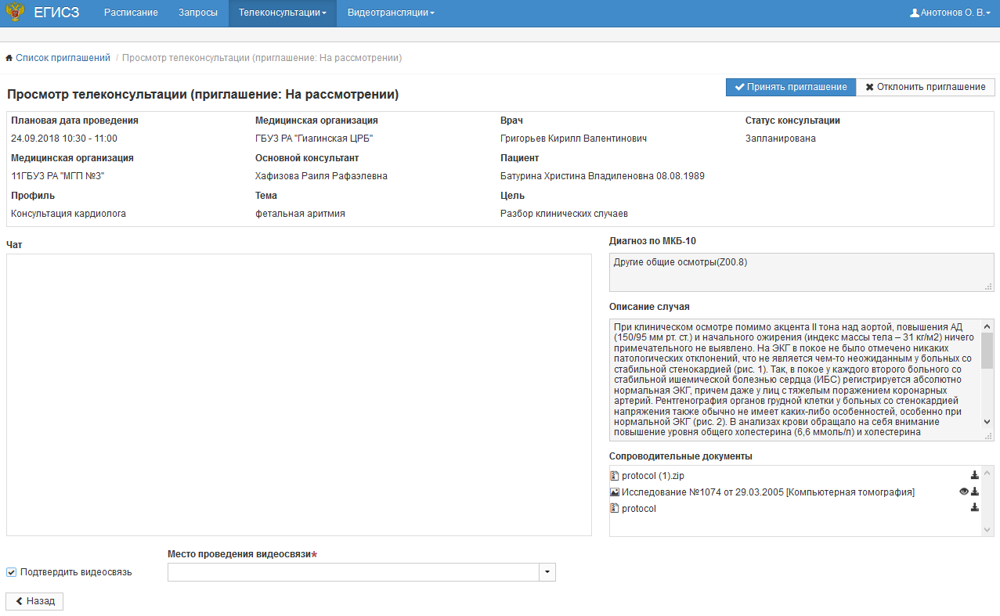 ЕГИСЗ Расписание Запросы Телеконсультации Видеотрансляции Анотонов О. В.
Список приглашений / Просмотр телеконсультации (приглашение: На рассмотрении)
Просмотр телеконсультации (приглашение: На рассмотрении)
Принять приглашение Отклонить приглашение
Плановая дата проведения Медицинская организация Врач Статус консультации
24.09.2018 10:30 - 11:00 ГБУЗ РА "Гиагинская ЦРБ" Григорьев Кирилл Валентинович Запланирована
Медицинская организация Основной консультант Пациент
11ГБУЗ РА "МГП №3" Хафизова Раиля Рафаэлевна Батурина Христина Владиленовна 08.08.1989
Профиль Тема Цель
Консультация кардиолога фетальная аритмия Разбор клинических случаев
Чат
Диагноз по МКБ-10
Другие общие осмотры(Z00.8)
Описание случая
При клиническом осмотре помимо акцента II тона над аортой, повышения АД
(150/95 мм рт. ст.) и начального ожирения (индекс массы тела – 31 кг/м2) ничего
примечательного не выявлено. На ЭКГ в покое не было отмечено никаких
патологических отклонений, что не является чем-то неожиданным у больных со
стабильной стенокардией (рис. 1). Так, в покое у каждого второго больного со
стабильной ишемической болезнью сердца (ИБС) регистрируется абсолютно
нормальная ЭКГ, причем даже у лиц с тяжелым поражением коронарных
артерий. Рентгенография органов грудной клетки у больных со стенокардией
напряжения также обычно не имеет каких-либо особенностей, особенно при
нормальной ЭКГ (рис. 2). В анализах крови обращало на себя внимание
повышение уровня общего холестерина (6,6 ммоль/л) и холестерина
Сопроводительные документы
protocol (1).zip
Исследование №1074 от 29.03.2005 [Компьютерная томография]
protocol
Место проведения видеосвязи*
Подтвердить видеосвязь
Назад